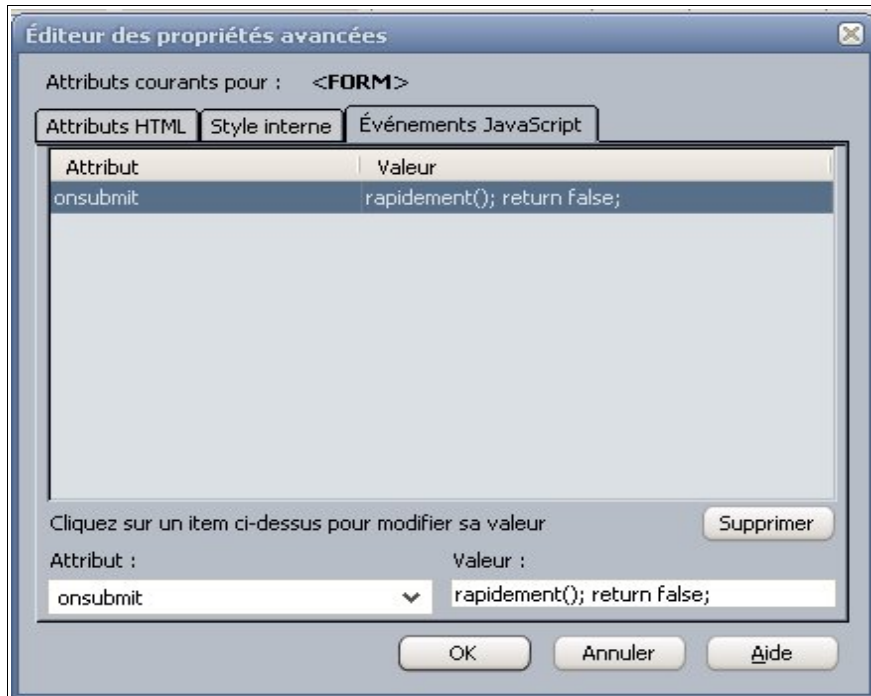 Éditeur des propriétés avancées
Attributs courants pour : <FORM>
Attributs HTML Style interne Événements JavaScript
Attribut Valeur
onsubmit rapidement(); return false;
Cliquez sur un item ci-dessus pour modifier sa valeur Supprimer
Attribut : Valeur :
onsubmit rapidement(); return false;
OK Annuler Aide